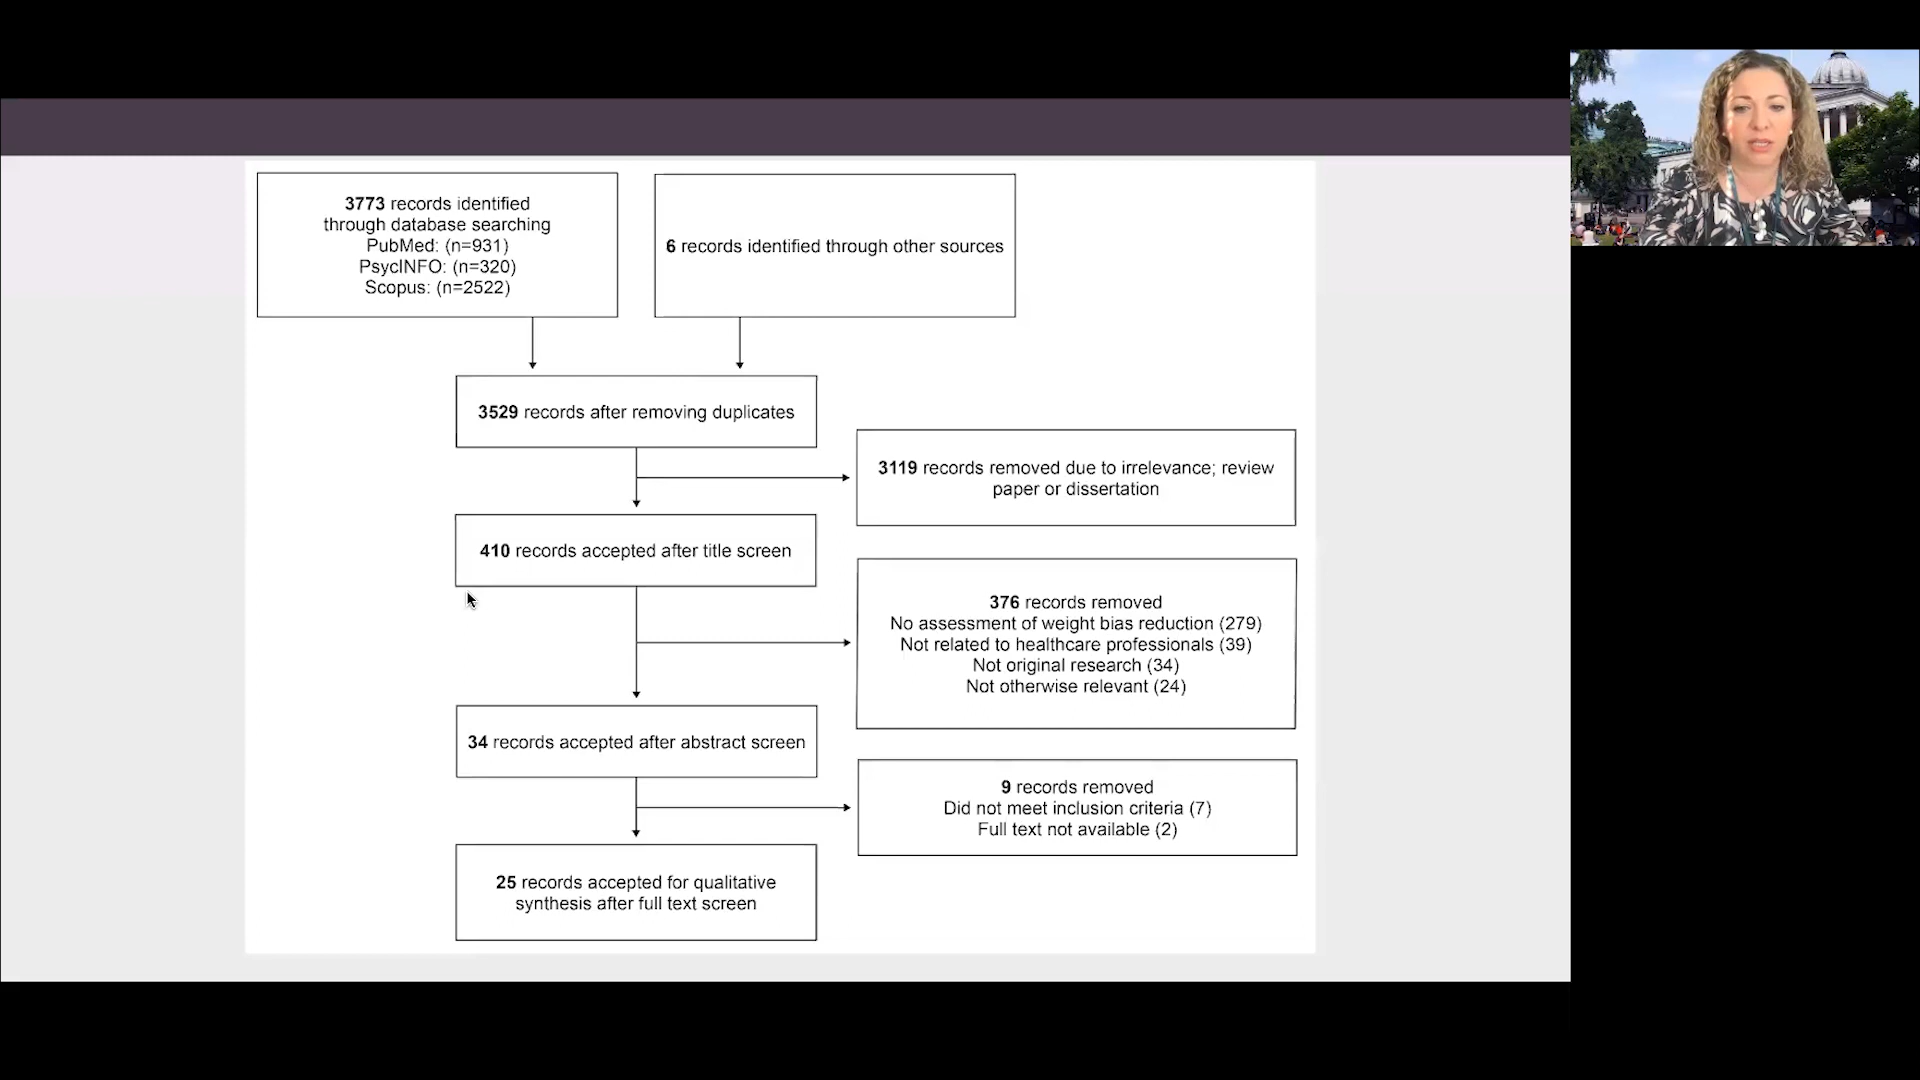 3773 records identified
through database searching
PubMed: (n=931)
PsycINFO: (n=320)
Scopus: (n=2522)
6 records identified through other sources
3529 records after removing duplicates
3119 records removed due to irrelevance; review
paper or dissertation
410 records accepted after title screen
376 records removed
No assessment of weight bias reduction (279)
Not related to healthcare professionals (39)
Not original research (34)
Not otherwise relevant (24)
34 records accepted after abstract screen
9 records removed
Did not meet inclusion criteria (7)
Full text not available (2)
25 records accepted for qualitative
synthesis after full text screen